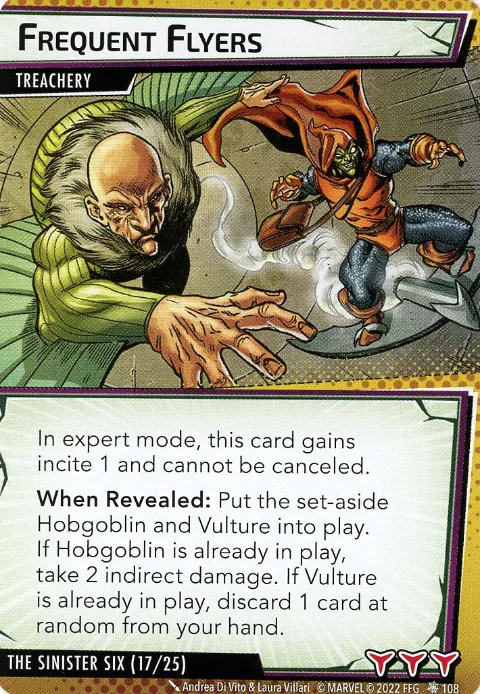 FREQUENT FLYERS
TREACHERY
In expert mode, this card gains
incite 1 and cannot be canceled.
When Revealed: Put the set-aside
Hobgoblin and Vulture into play.
If Hobgoblin is already in play,
take 2 indirect damage. If Vulture
is already in play, discard 1 card at
random from your hand.
THE SINISTER SIX (17/25)
Andrea Di Vito & Laura Villari © MARVEL © 2022 FFG 108